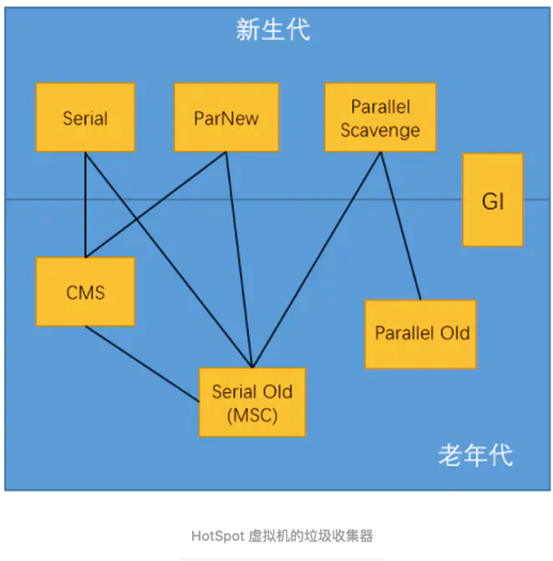 新生代
Serial
ParNew
Parallel
Scavenge
GI
CMS
Parallel Old
Serial Old
(MSC)
老年代
HotSpot 虚拟机的垃圾收集器